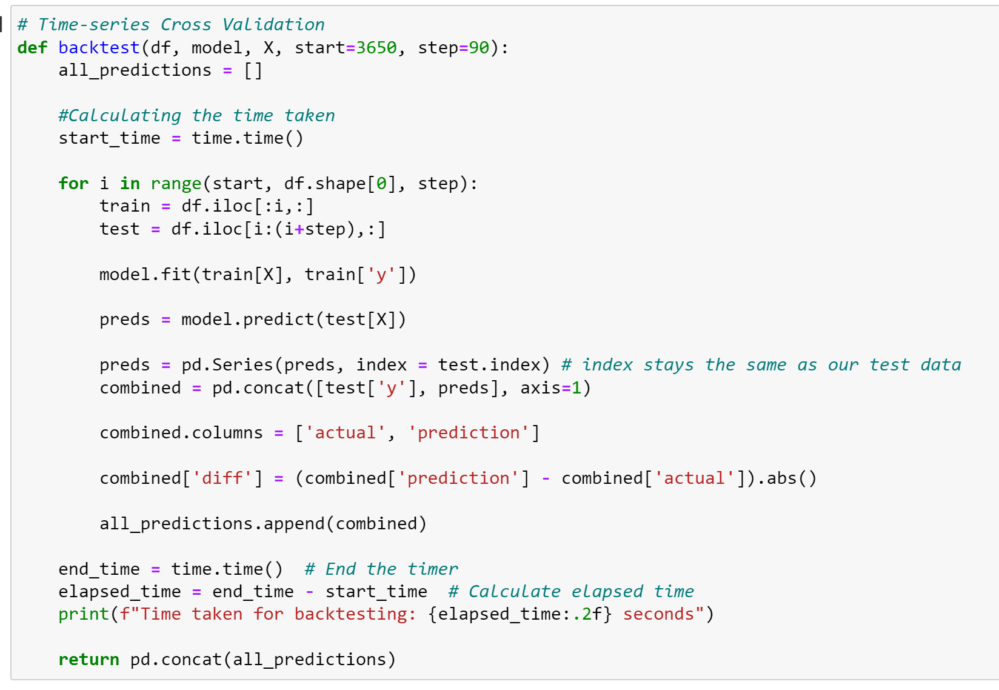 # Time-series Cross Validation
def backtest(df, model, X, start=3650, step=90):
    all_predictions = []

    #Calculating the time taken
    start_time = time.time()

    for i in range(start, df.shape[0], step):
        train = df.iloc[:i,:]
        test = df.iloc[i:(i+step),:]

        model.fit(train[X], train['y'])

        preds = model.predict(test[X])

        preds = pd.Series(preds, index = test.index) # index stays the same as our test data
        combined = pd.concat([test['y'], preds], axis=1)

        combined.columns = ['actual', 'prediction']

        combined['diff'] = (combined['prediction'] - combined['actual']).abs()

        all_predictions.append(combined)

    end_time = time.time()  # End the timer
    elapsed_time = end_time - start_time  # Calculate elapsed time
    print(f"Time taken for backtesting: {elapsed_time:.2f} seconds")

    return pd.concat(all_predictions)